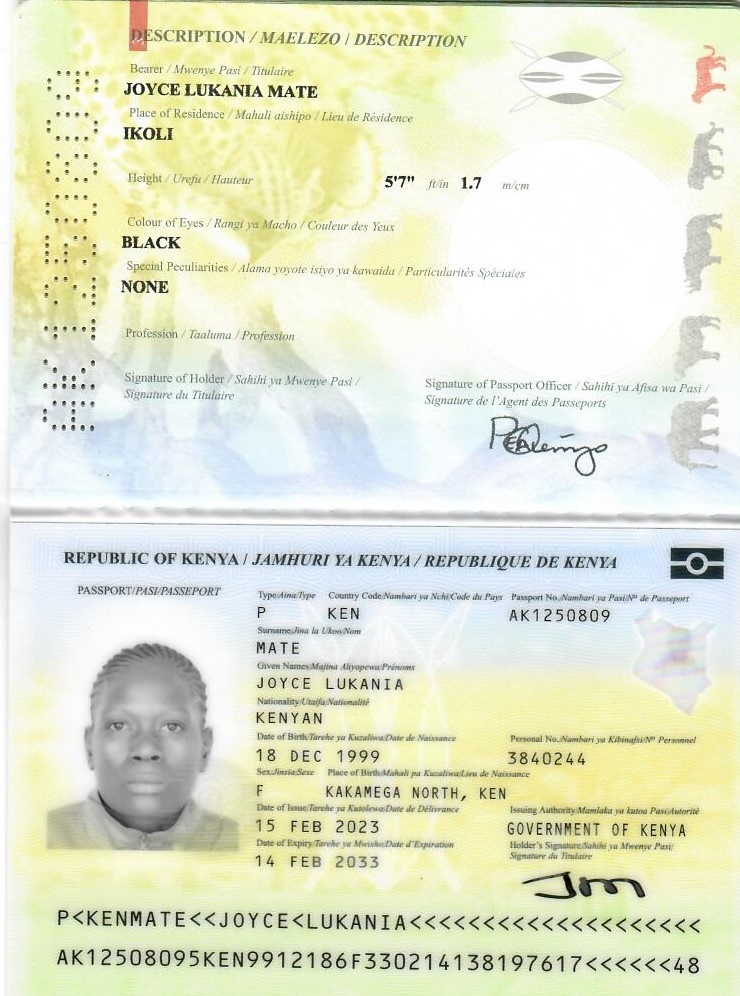 DESCRIPTION / MAELEZO / DESCRIPTION
Bearer / Mwenye Pasi / Titulaire
JOYCE LUKANIA MATE
Place of Residence / Mahali aishipo / Lieu de Résidence
IKOLI
Height / Urefu / Hauteur 5'7" ft/in 1.7 m/cm
Colour of Eyes / Rangi ya Macho / Couleur des Yeux
BLACK
Special Peculiarities / Alama yoyote isiyo ya kawaida / Particularités Spéciales
NONE
Profession / Taaluma / Profession
Signature of Holder / Sahihi ya Mwenye Pasi /
Signature du Titulaire
Signature of Passport Officer / Sahihi ya Afisa wa Pasi /
Signature de l'Agent des Passeports
AK1250809
REPUBLIC OF KENYA / JAMHURI YA KENYA / REPUBLIQUE DE KENYA
PASSPORT/PASI/PASSEPORT
Type/Aina/Type Country Code/Nambari ya Nchi/Code du Pays Passport No./Nambari ya Pasi/Nº de Passeport
P KEN AK1250809
Surname/Jina la Ukoo/Nom
MATE
Given Names/Majina Aliyopewa/Prénoms
JOYCE LUKANIA
Nationality/Utaifa/Nationalité
KENYAN
Date of Birth/Tarehe ya Kuzaliwa/Date de Naissance Personal No./Nambari ya Kibinafsi/Nº Personnel
18 DEC 1999 3840244
Sex/Jinsia/Sexe Place of Birth/Mahali pa Kuzaliwa/Lieu de Naissance
F KAKAMEGA NORTH, KEN
Date of Issue/Tarehe ya Kutolewa/Date de Délivrance Issuing Authority/Mamlaka ya kutoa Pasi/Autorité
15 FEB 2023 GOVERNMENT OF KENYA
Date of Expiry/Tarehe ya Mwisho/Date d'Expiration Holder's Signature/Sahihi ya Mwenye Pasi/
Signature du Titulaire
14 FEB 2033
P<KENMATE<<JOYCE<LUKANIA<<<<<<<<<<<<<<<<<<<<
AK12508095KEN9912186F330214138197617<<<<<<48